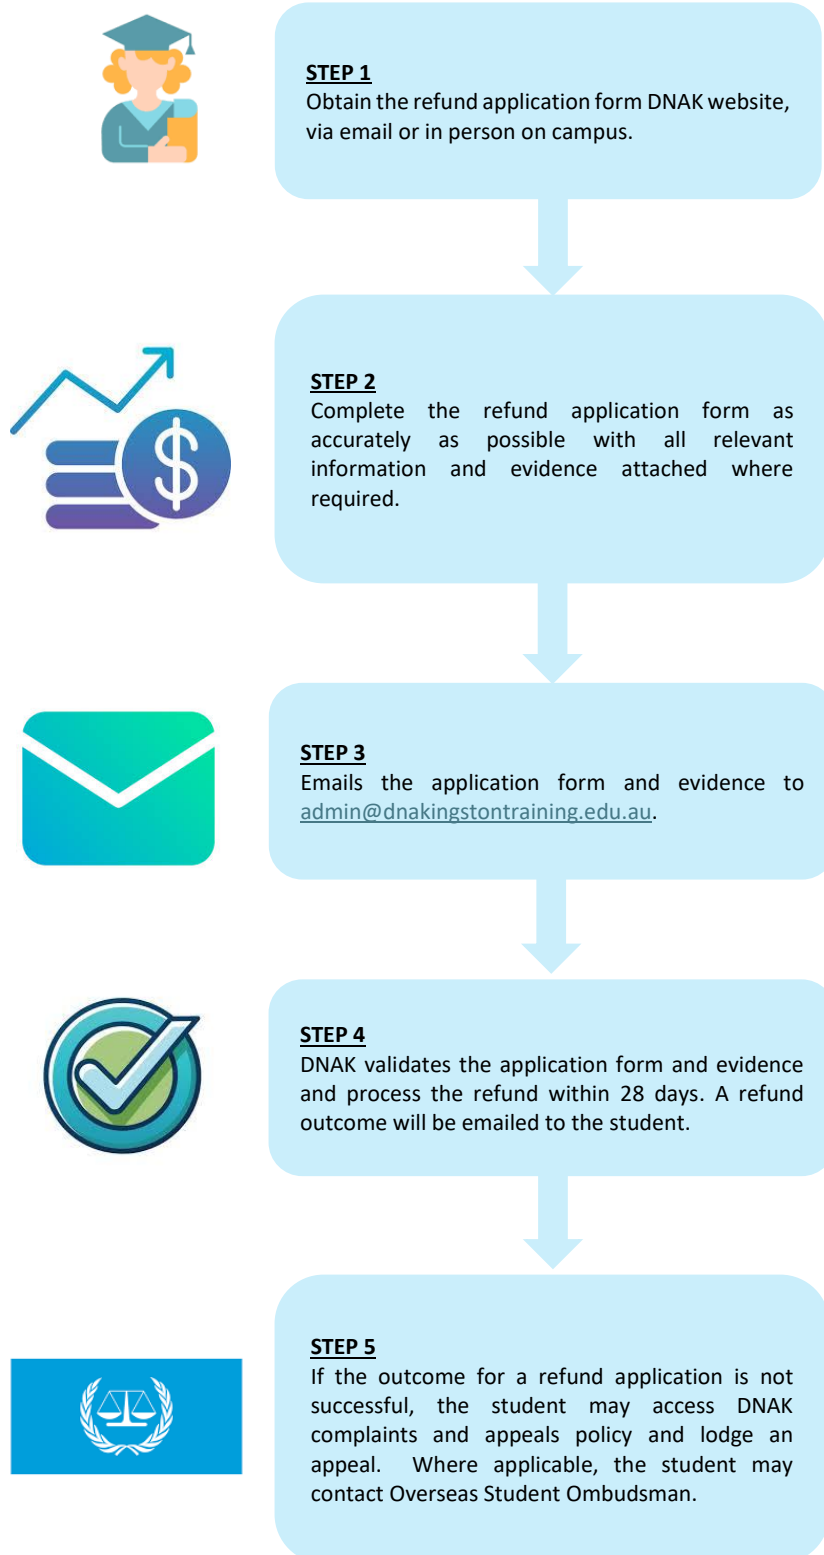 STEP 1
Obtain the refund application form DNAK website,
via email or in person on campus.
STEP 2
Complete the refund application form as
accurately as possible with all relevant
information and evidence attached where
required.
STEP 3
Emails the application form and evidence to
admin@dnakingstontraining.edu.au.
STEP 4
DNAK validates the application form and evidence
and process the refund within 28 days. A refund
outcome will be emailed to the student.
STEP 5
If the outcome for a refund application is not
successful, the student may access DNAK
complaints and appeals policy and lodge an
appeal. Where applicable, the student may
contact Overseas Student Ombudsman.